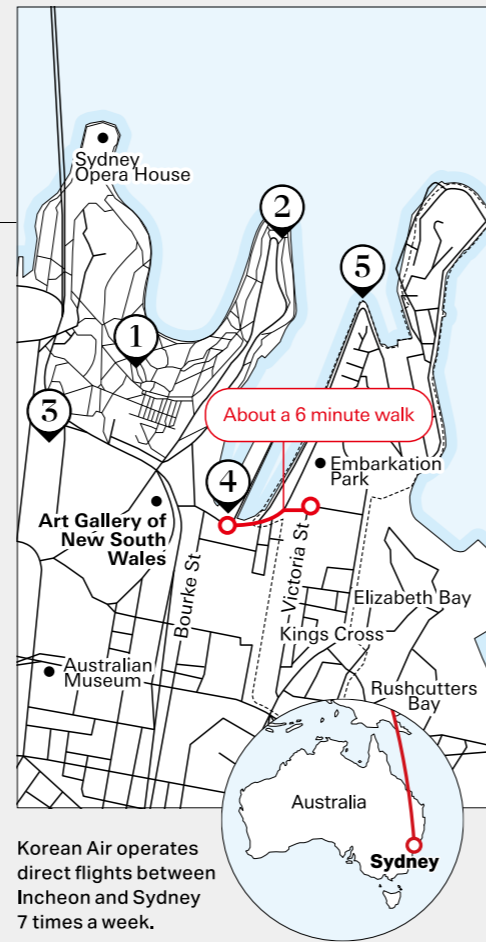 Sydney
Opera House
2
5
1
3
About a 6 minute walk
4
Embarkation
Park
Art Gallery of
New South
Wales
Bourke St
Victoria St
Elizabeth Bay
Kings Cross
Australian
Museum
Rushcutters
Bay
Australia
Sydney
Korean Air operates
direct flights between
Incheon and Sydney
7 times a week.